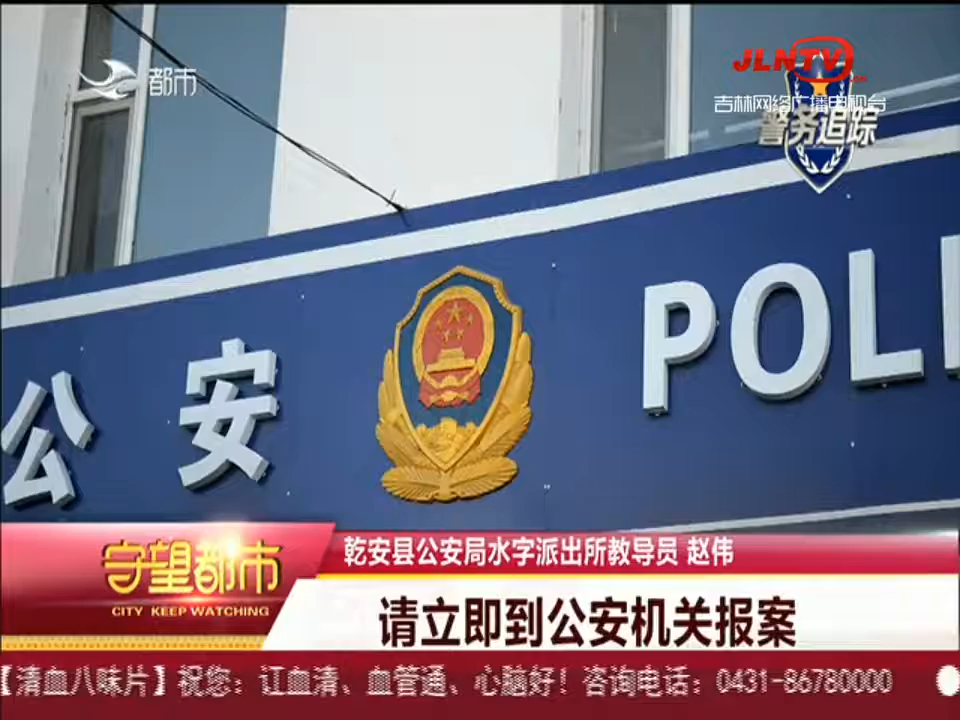 都市
JLNTV
吉林网络广播电视台
警务追踪
公安
POLI
守望都市
CITY KEEP WATCHING
乾安县公安局水字派出所教导员 赵伟
请立即到公安机关报案
【清血八味片】祝您：让血清、血管通、心脑好！咨询电话：0431-86780000